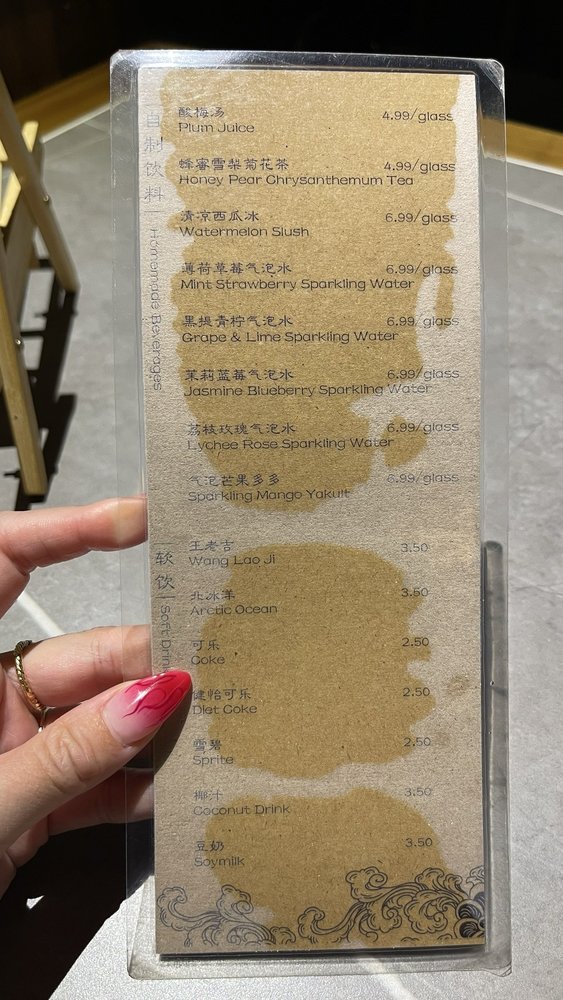 自制饮料
Homemade Beverages
酸梅汤 4.99/glass
Plum Juice
蜂蜜雪梨菊花茶 4.99/glass
Honey Pear Chrysanthemum Tea
清凉西瓜冰 6.99/glass
Watermelon Slush
薄荷草莓气泡水 6.99/glass
Mint Strawberry Sparkling Water
黑提青柠气泡水 6.99/glass
Grape & Lime Sparkling Water
茉莉蓝莓气泡水 6.99/glass
Jasmine Blueberry Sparkling Water
荔枝玫瑰气泡水 6.99/glass
Lychee Rose Sparkling Water
气泡芒果多多 6.99/glass
Sparkling Mango Yakult
软饮
Soft Drink
王老吉 3.50
Wang Lao Ji
北冰洋 3.50
Arctic Ocean
可乐 2.50
Coke
健怡可乐 2.50
Diet Coke
雪碧 2.50
Sprite
椰汁 3.50
Coconut Drink
豆奶 3.50
Soymilk